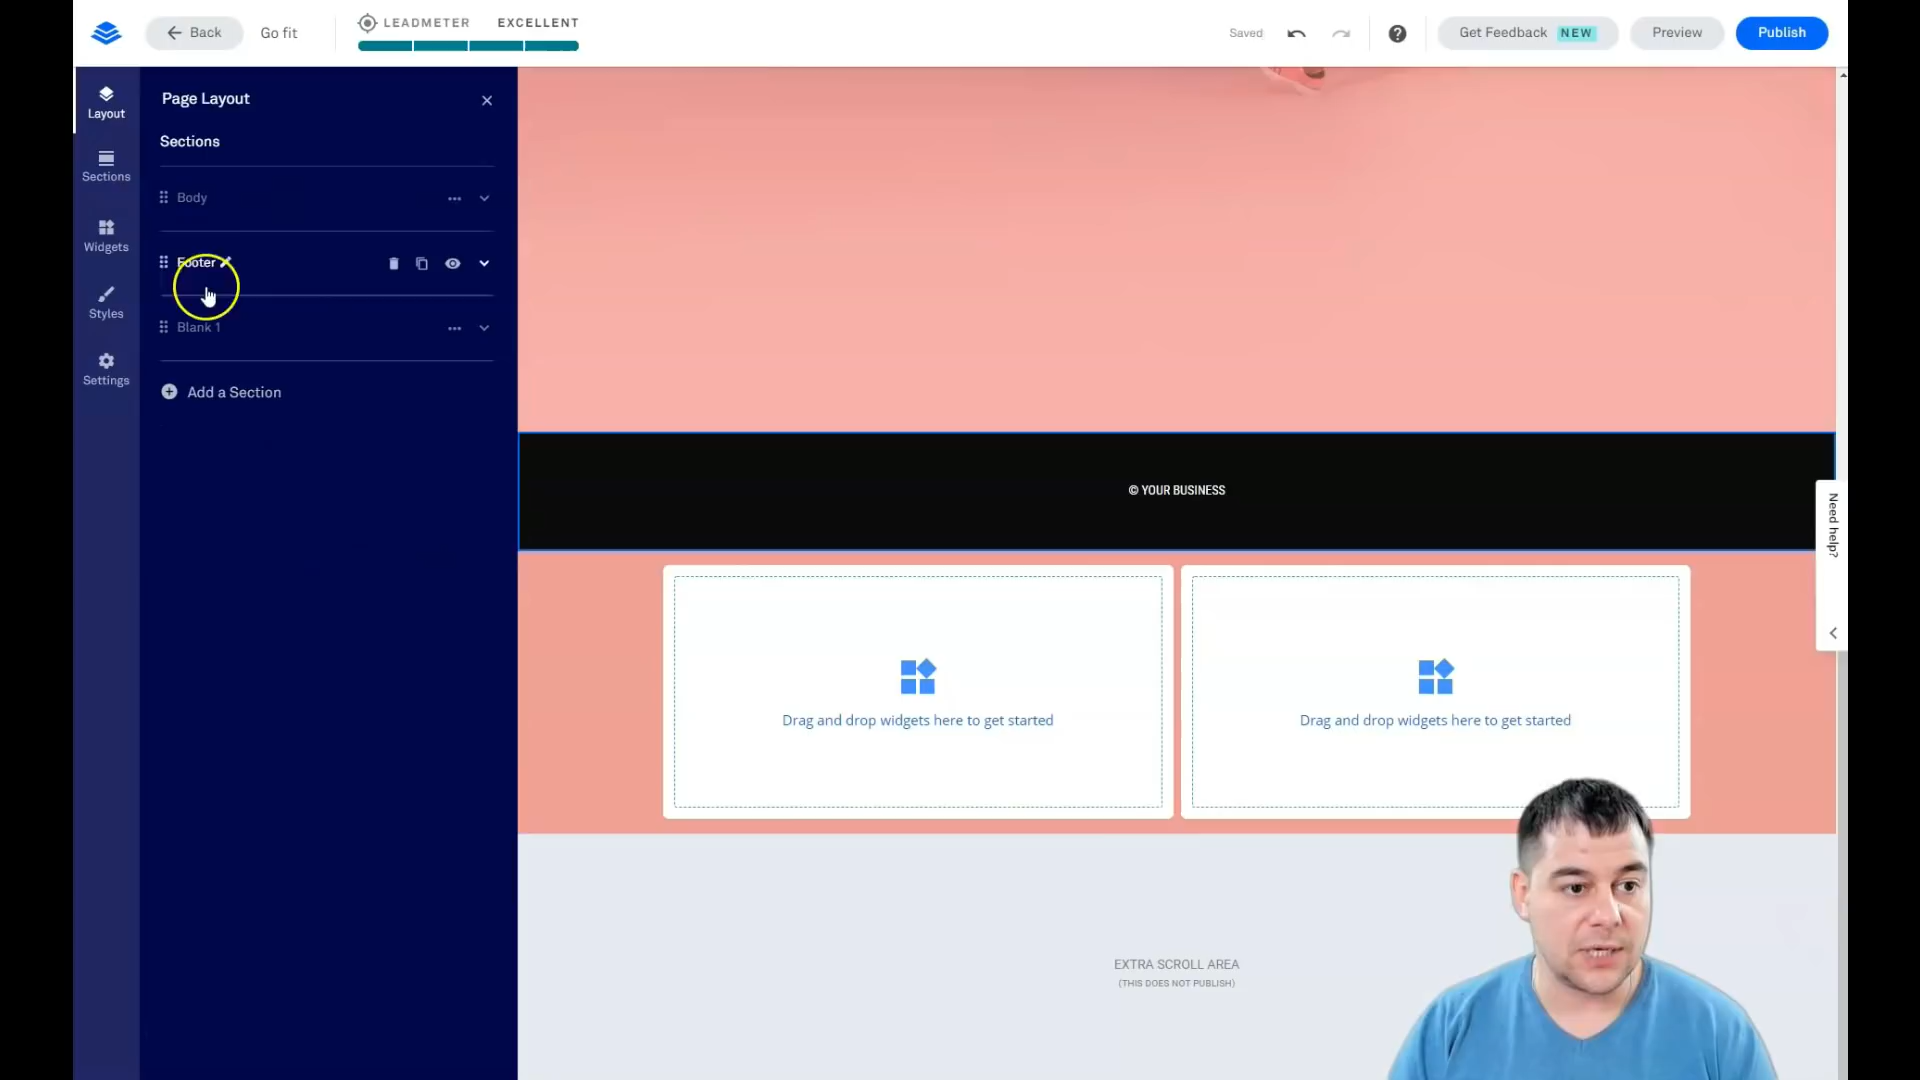 Back
Go fit
LEADMETER EXCELLENT
Saved
Get Feedback NEW
Preview
Publish
Layout
Sections
Widgets
Styles
Settings
Page Layout
Sections
Body
Footer
Blank 1
Add a Section
© YOUR BUSINESS
Need help?
Drag and drop widgets here to get started
Drag and drop widgets here to get started
EXTRA SCROLL AREA
(THIS DOES NOT PUBLISH)